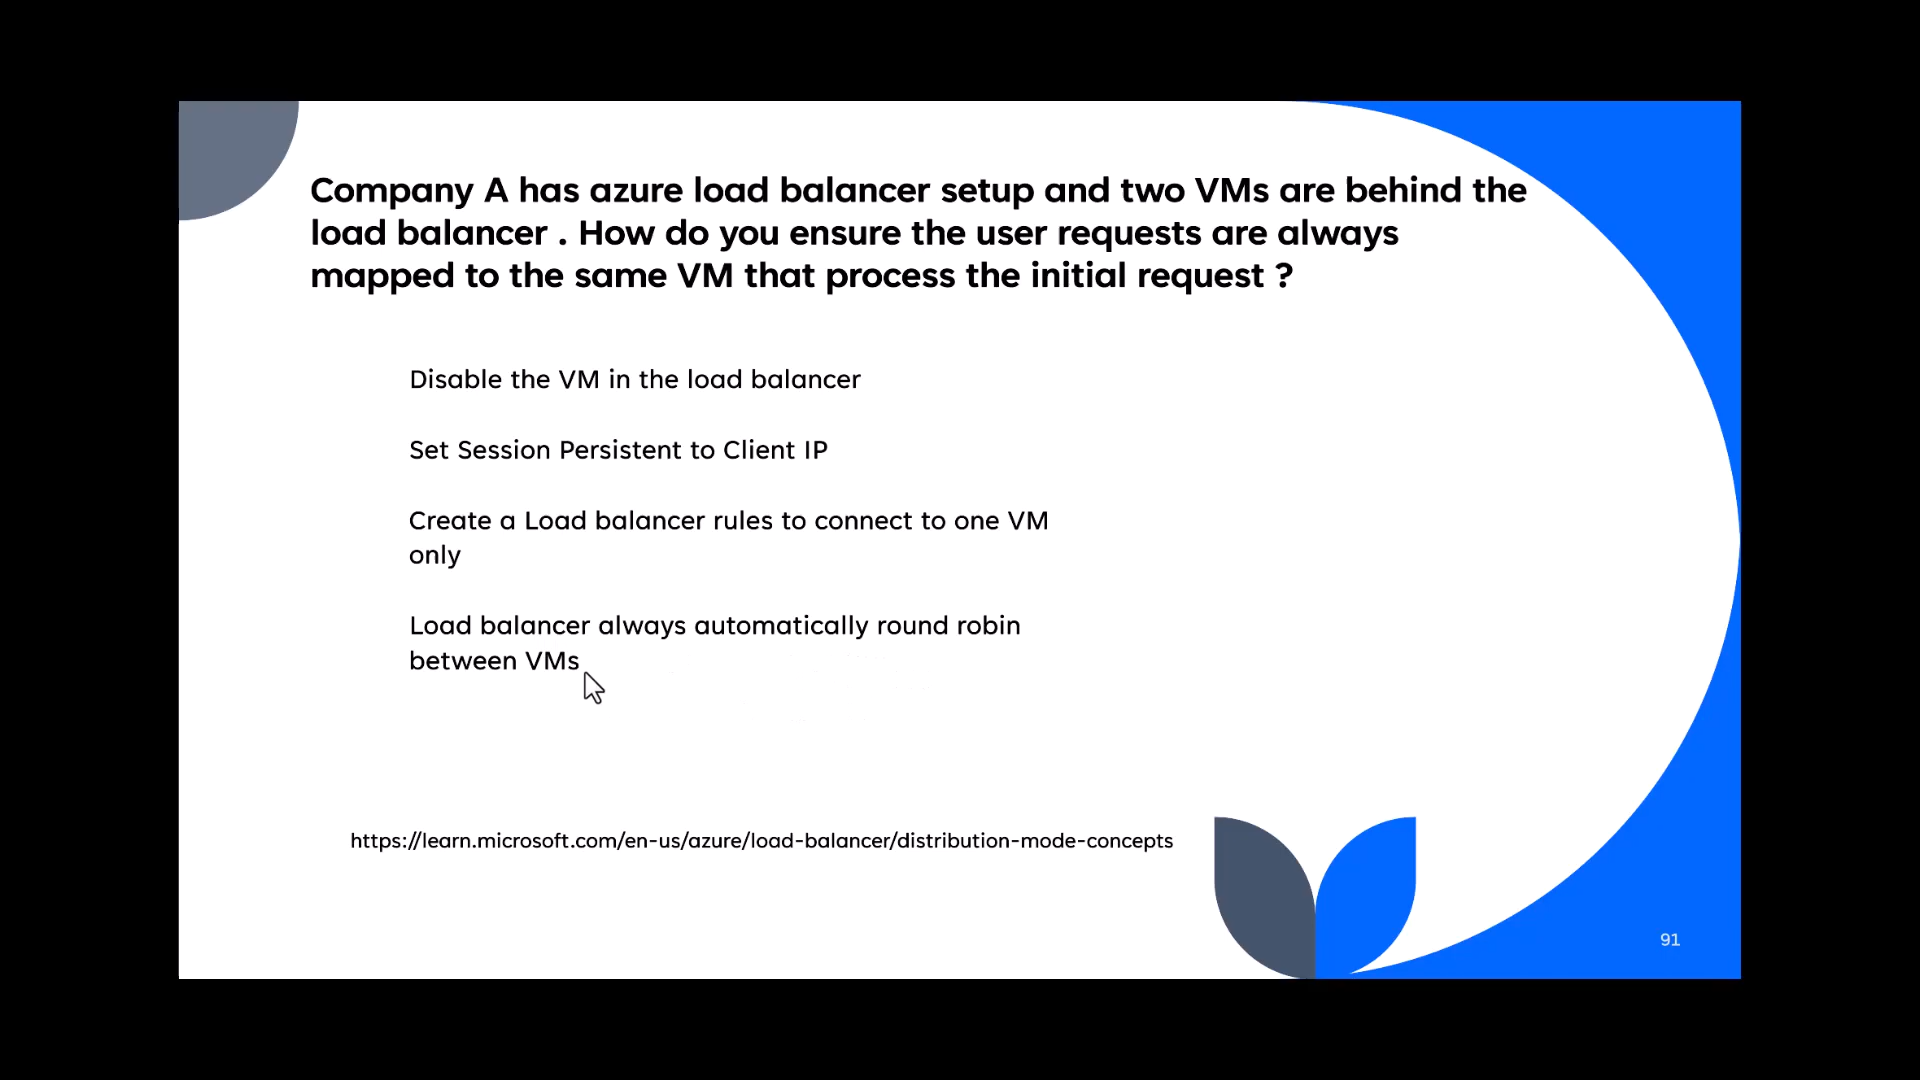 Company A has azure load balancer setup and two VMs are behind the
load balancer . How do you ensure the user requests are always
mapped to the same VM that process the initial request ?
Disable the VM in the load balancer
Set Session Persistent to Client IP
Create a Load balancer rules to connect to one VM
only
Load balancer always automatically round robin
between VMs
https://learn.microsoft.com/en-us/azure/load-balancer/distribution-mode-concepts
91